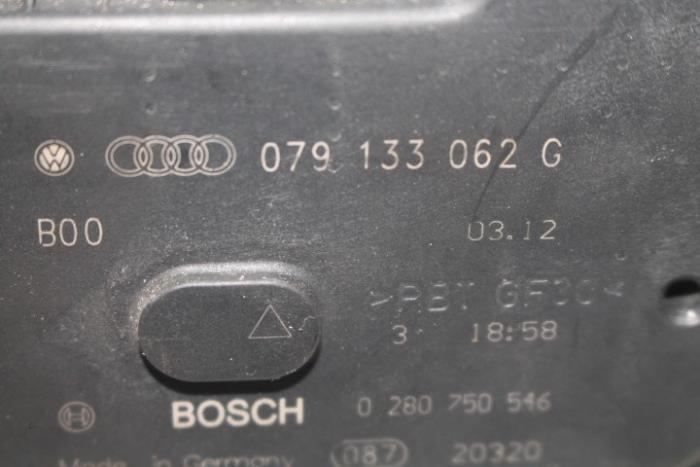 079 133 062 G
B00 03.12
>PBT GF30<
3 18:58
BOSCH 0 280 750 546
Made in Germany 087 20320